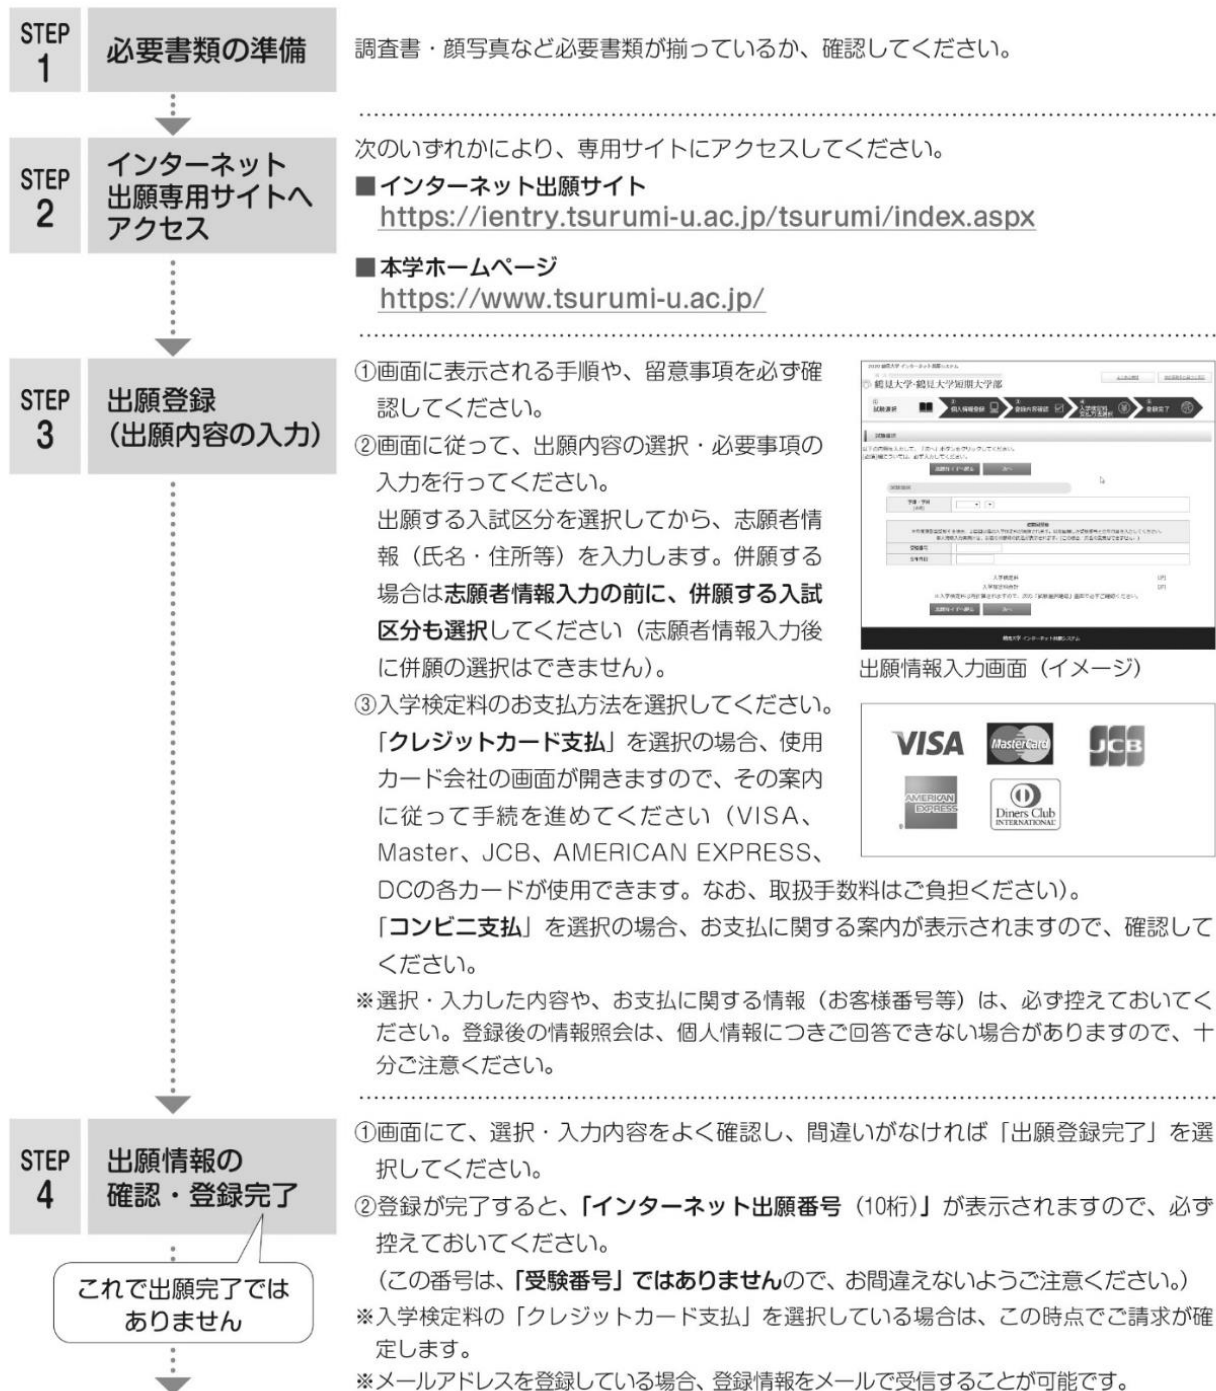 STEP
1
必要書類の準備
調査書・顔写真など必要書類が揃っているか、確認してください。
STEP
2
インターネット
出願専用サイトへ
アクセス
次のいずれかにより、専用サイトにアクセスしてください。
■インターネット出願サイト
https://ientry.tsurumi-u.ac.jp/tsurumi/index.aspx
■本学ホームページ
https://www.tsurumi-u.ac.jp/
STEP
3
出願登録
(出願内容の入力)
①画面に表示される手順や、留意事項を必ず確
認してください。
②画面に従って、出願内容の選択・必要事項の
入力を行ってください。
出願する入試区分を選択してから、志願者情
報（氏名・住所等）を入力します。併願する
場合は志願者情報入力の前に、併願する入試
区分も選択してください（志願者情報入力後
に併願の選択はできません）。
③入学検定料のお支払方法を選択してください。
「クレジットカード支払」を選択の場合、使用
カード会社の画面が開きますので、その案内
に従って手続を進めてください（VISA、
Master、JCB、AMERICAN EXPRESS、
DCの各カードが使用できます。なお、取扱手数料はご負担ください）。
「コンビニ支払」を選択の場合、お支払に関する案内が表示されますので、確認して
ください。
※選択・入力した内容や、お支払に関する情報（お客様番号等）は、必ず控えておいてく
ださい。登録後の情報照会は、個人情報につきご回答できない場合がありますので、十
分ご注意ください。
鶴見大学・鶴見大学短期大学部
試験選択
個人情報登録
登録内容確認
登録完了
出願情報入力画面（イメージ）
VISA
MasterCard
JCB
AMERICAN
EXPRESS
Diners Club
INTERNATIONAL
STEP
4
出願情報の
確認・登録完了
これで出願完了では
ありません
①画面にて、選択・入力内容をよく確認し、間違いがなければ「出願登録完了」を選
択してください。
②登録が完了すると、「インターネット出願番号（10桁）」が表示されますので、必ず
控えておいてください。
（この番号は、「受験番号」ではありませんので、お間違えないようご注意ください。）
※入学検定料の「クレジットカード支払」を選択している場合は、この時点でご請求が確
定します。
※メールアドレスを登録している場合、登録情報をメールで受信することが可能です。